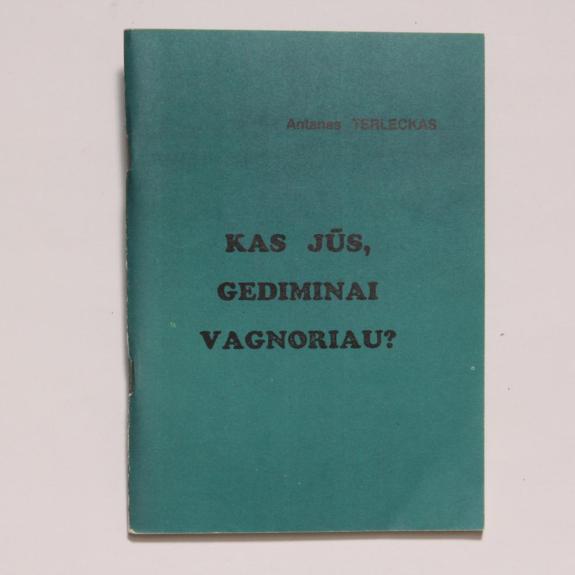 Antanas TERLECKAS
KAS JŪS,
GEDIMINAI
VAGNORIAU?